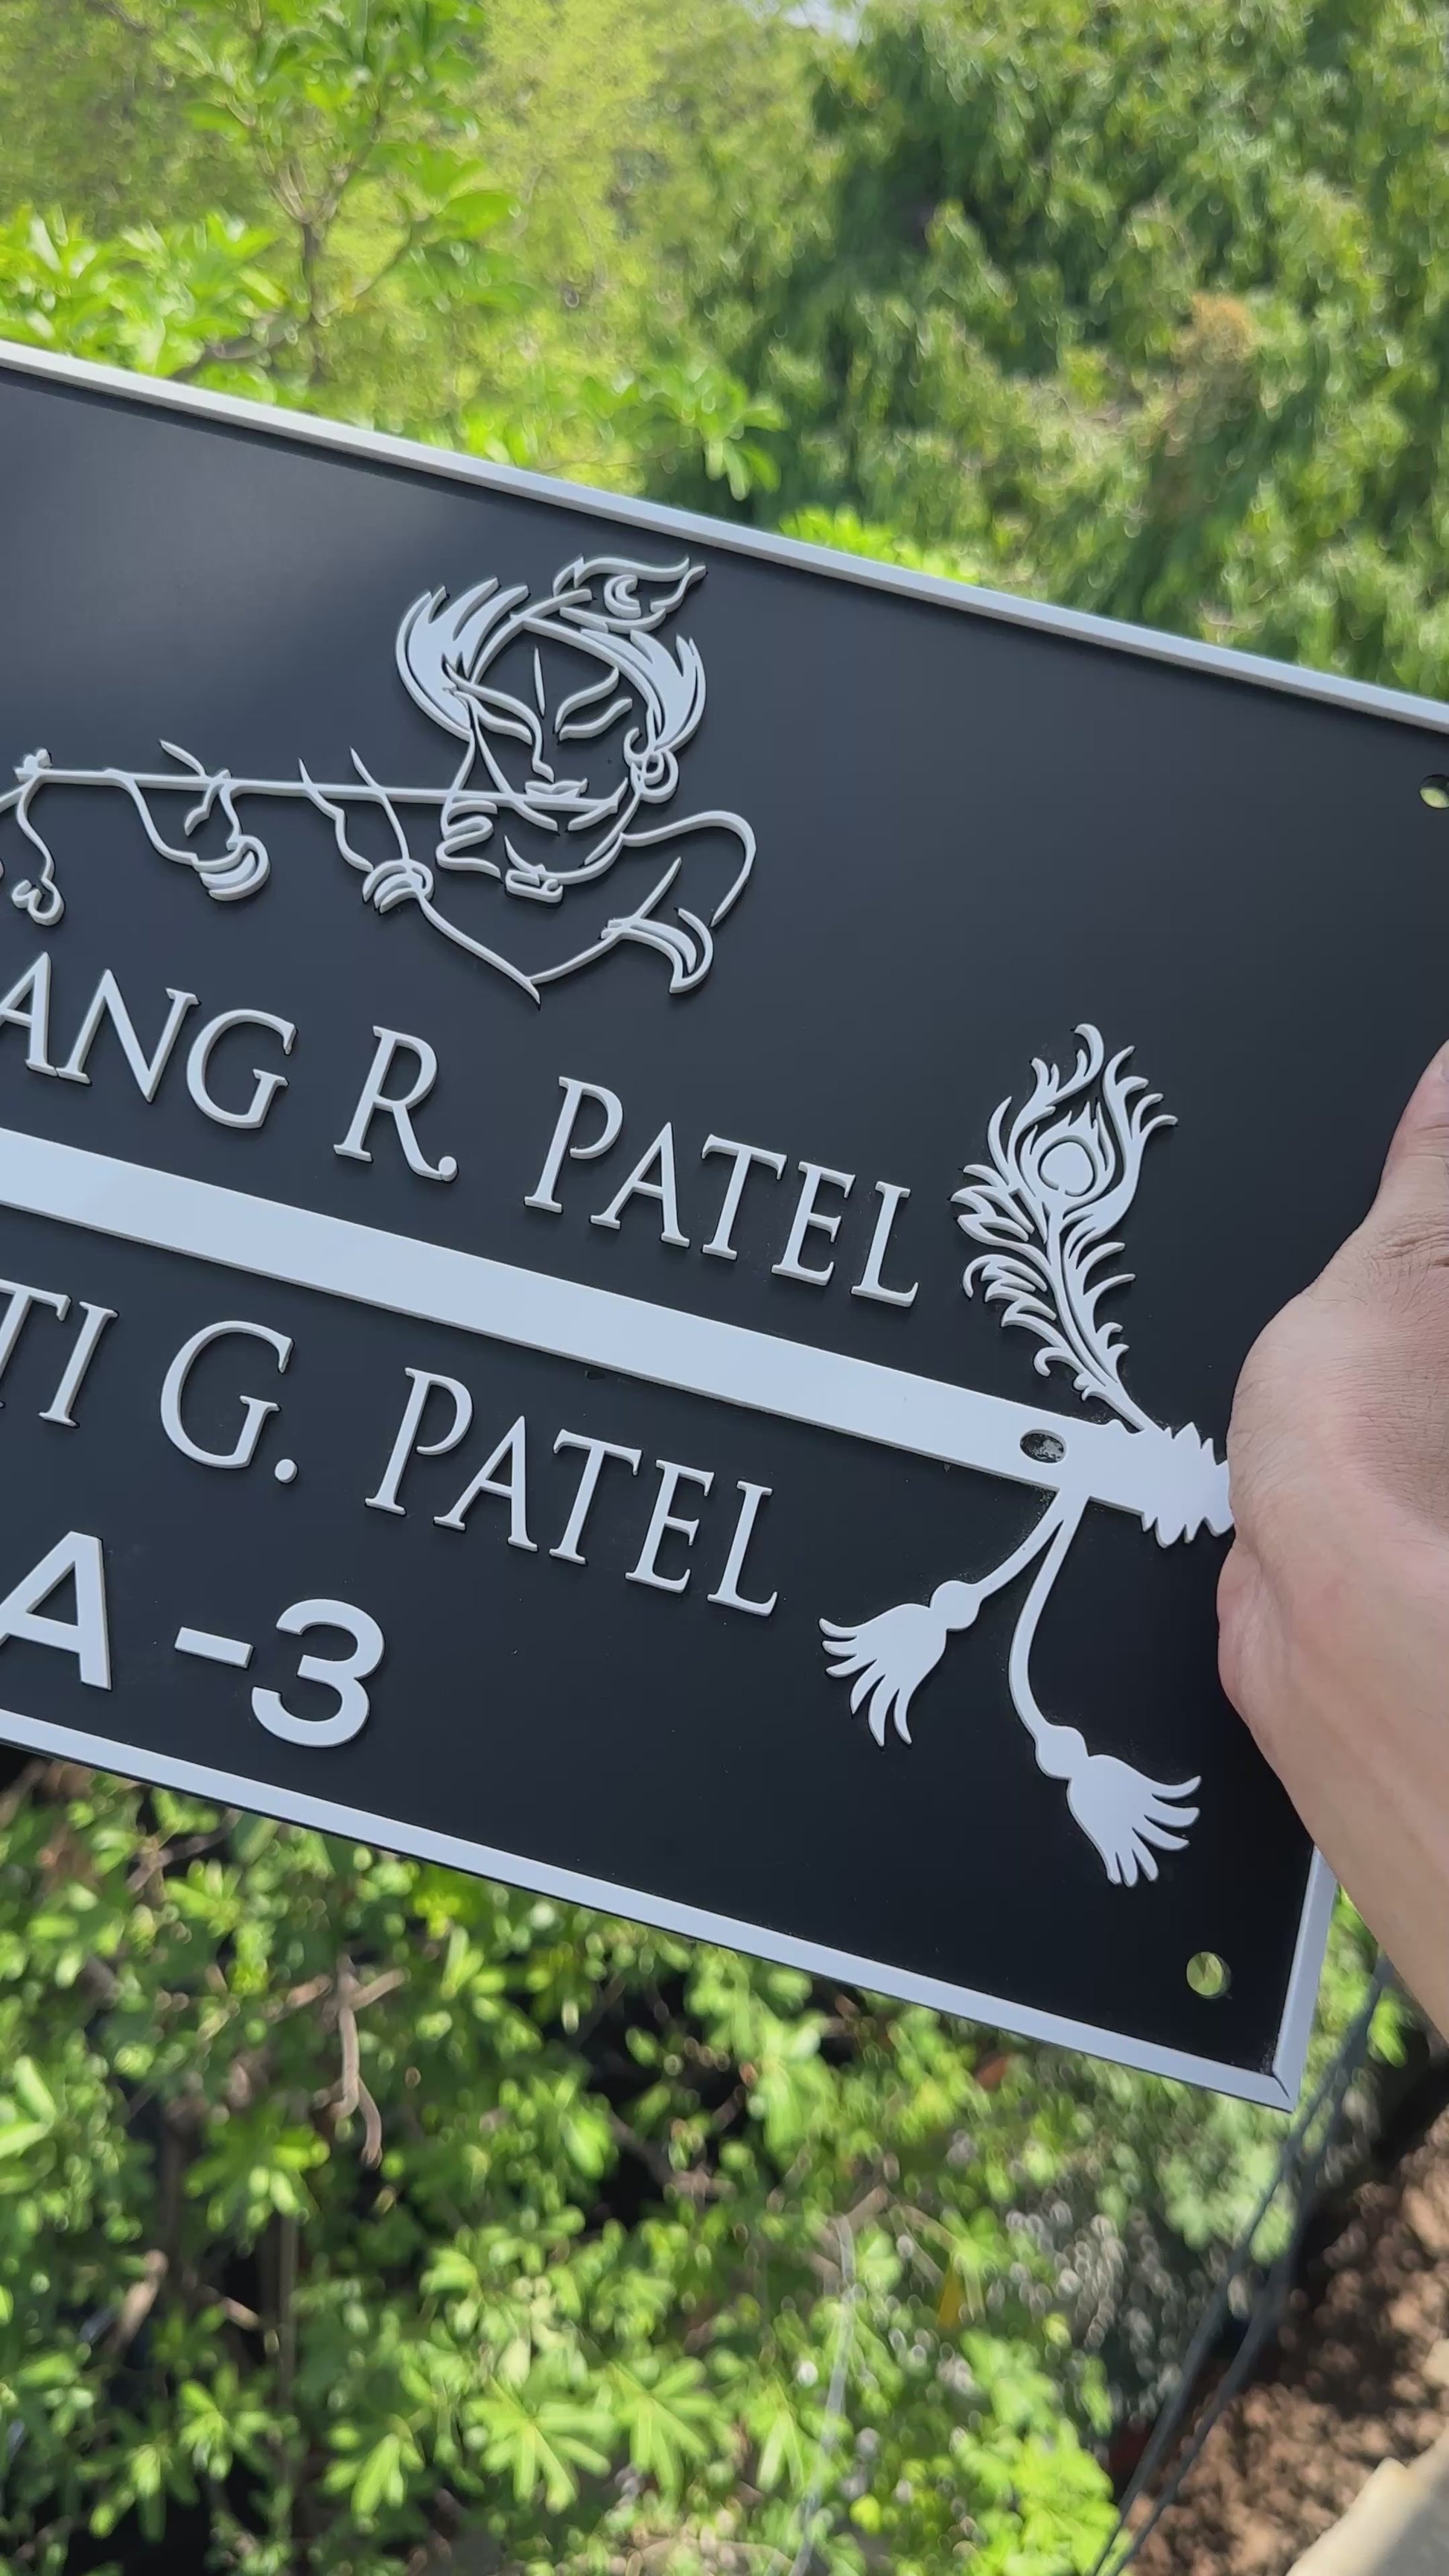 ANG R. PATEL
TI G. PATEL
A-3